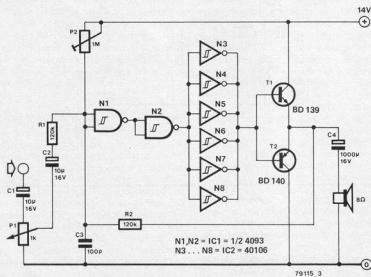 14V
+
P2
1M
N3
N4
N5
N6
N7
N8
N1
N2
T1
BD 139
T2
BD 140
C4
1000µ
16V
8Ω
R1
120k
C2
10µ
16V
C1
10µ
16V
P1
1k
R2
120k
C3
100p
N1,N2 = IC1 = 1/2 4093
N3 . . . N8 = IC2 = 40106
0
79115 3